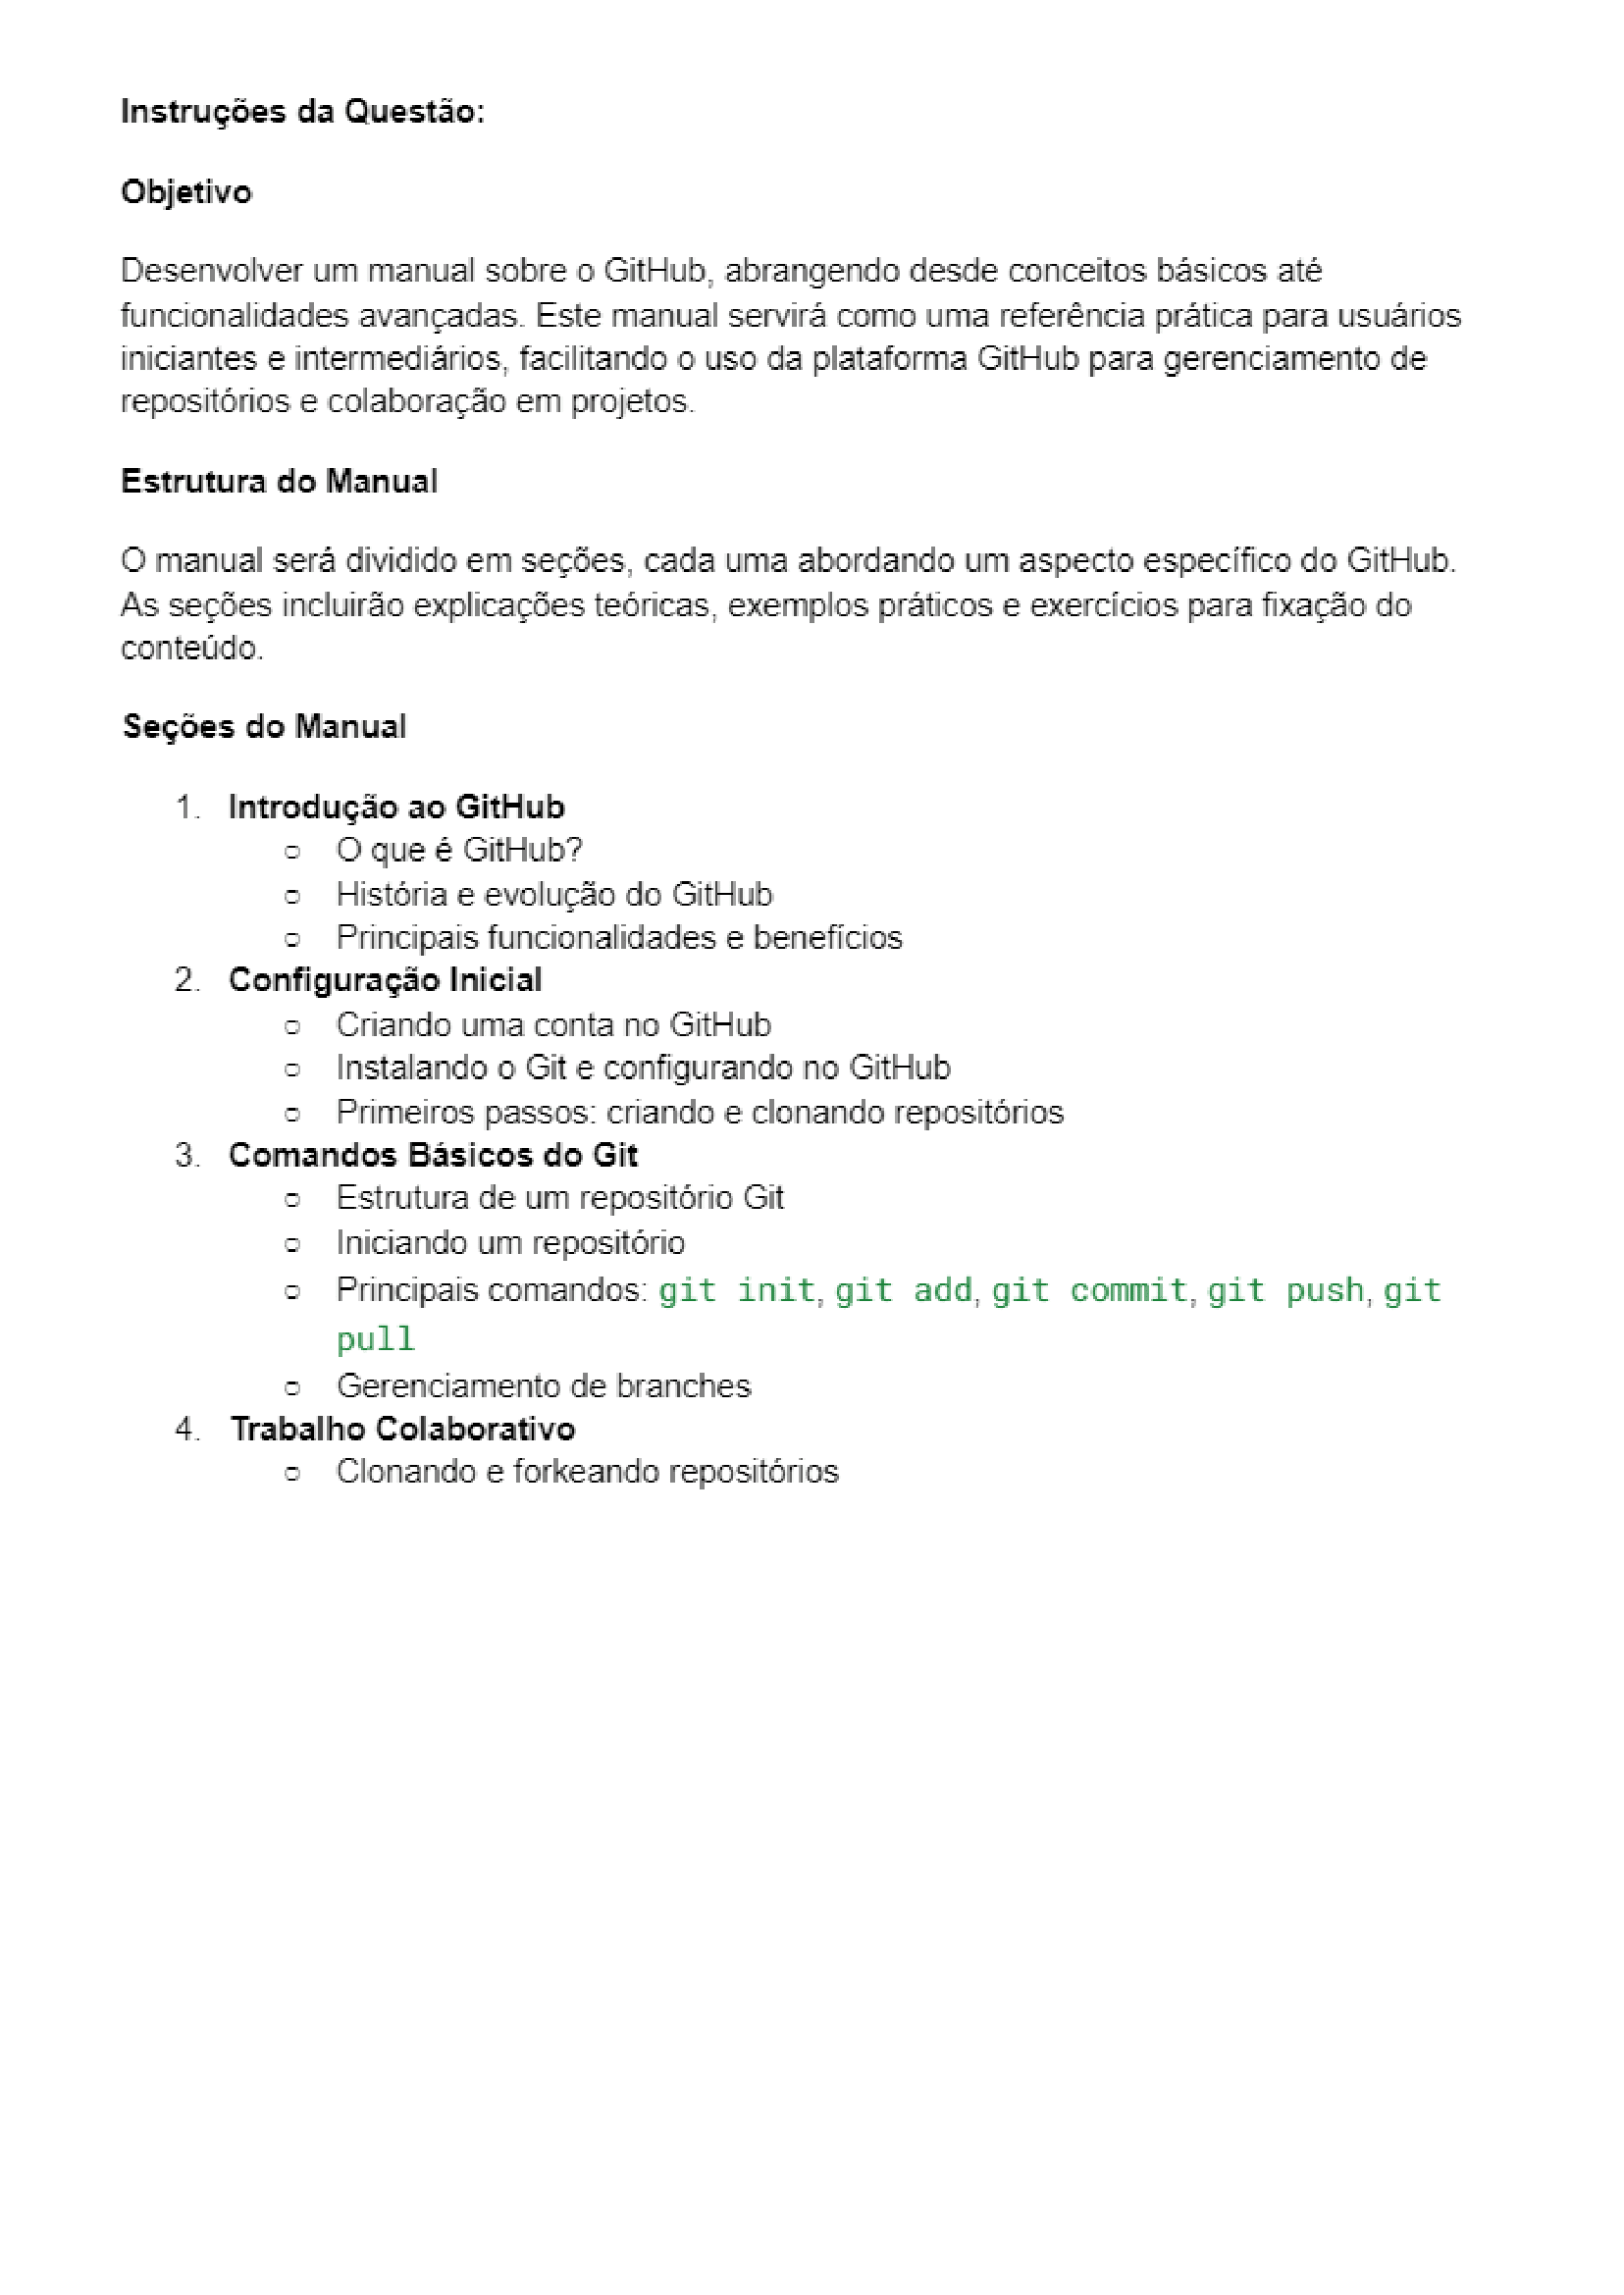 Instruções da Questão:
Objetivo
Desenvolver um manual sobre o GitHub, abrangendo desde conceitos básicos até
funcionalidades avançadas. Este manual servirá como uma referência prática para usuários
iniciantes e intermediários, facilitando o uso da plataforma GitHub para gerenciamento de
repositórios e colaboração em projetos.
Estrutura do Manual
O manual será dividido em seções, cada uma abordando um aspecto específico do GitHub.
As seções incluirão explicações teóricas, exemplos práticos e exercícios para fixação do
conteúdo.
Seções do Manual
1. Introdução ao GitHub
○ O que é GitHub?
○ História e evolução do GitHub
○ Principais funcionalidades e benefícios
2. Configuração Inicial
○ Criando uma conta no GitHub
○ Instalando o Git e configurando no GitHub
○ Primeiros passos: criando e clonando repositórios
3. Comandos Básicos do Git
○ Estrutura de um repositório Git
○ Iniciando um repositório
○ Principais comandos: git init, git add, git commit, git push, git
pull
○ Gerenciamento de branches
4. Trabalho Colaborativo
○ Clonando e forkeando repositórios